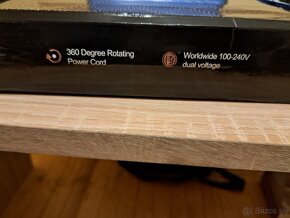 360 Degree Rotating
Power Cord
Worldwide 100-240V
dual voltage
Bazos.sk